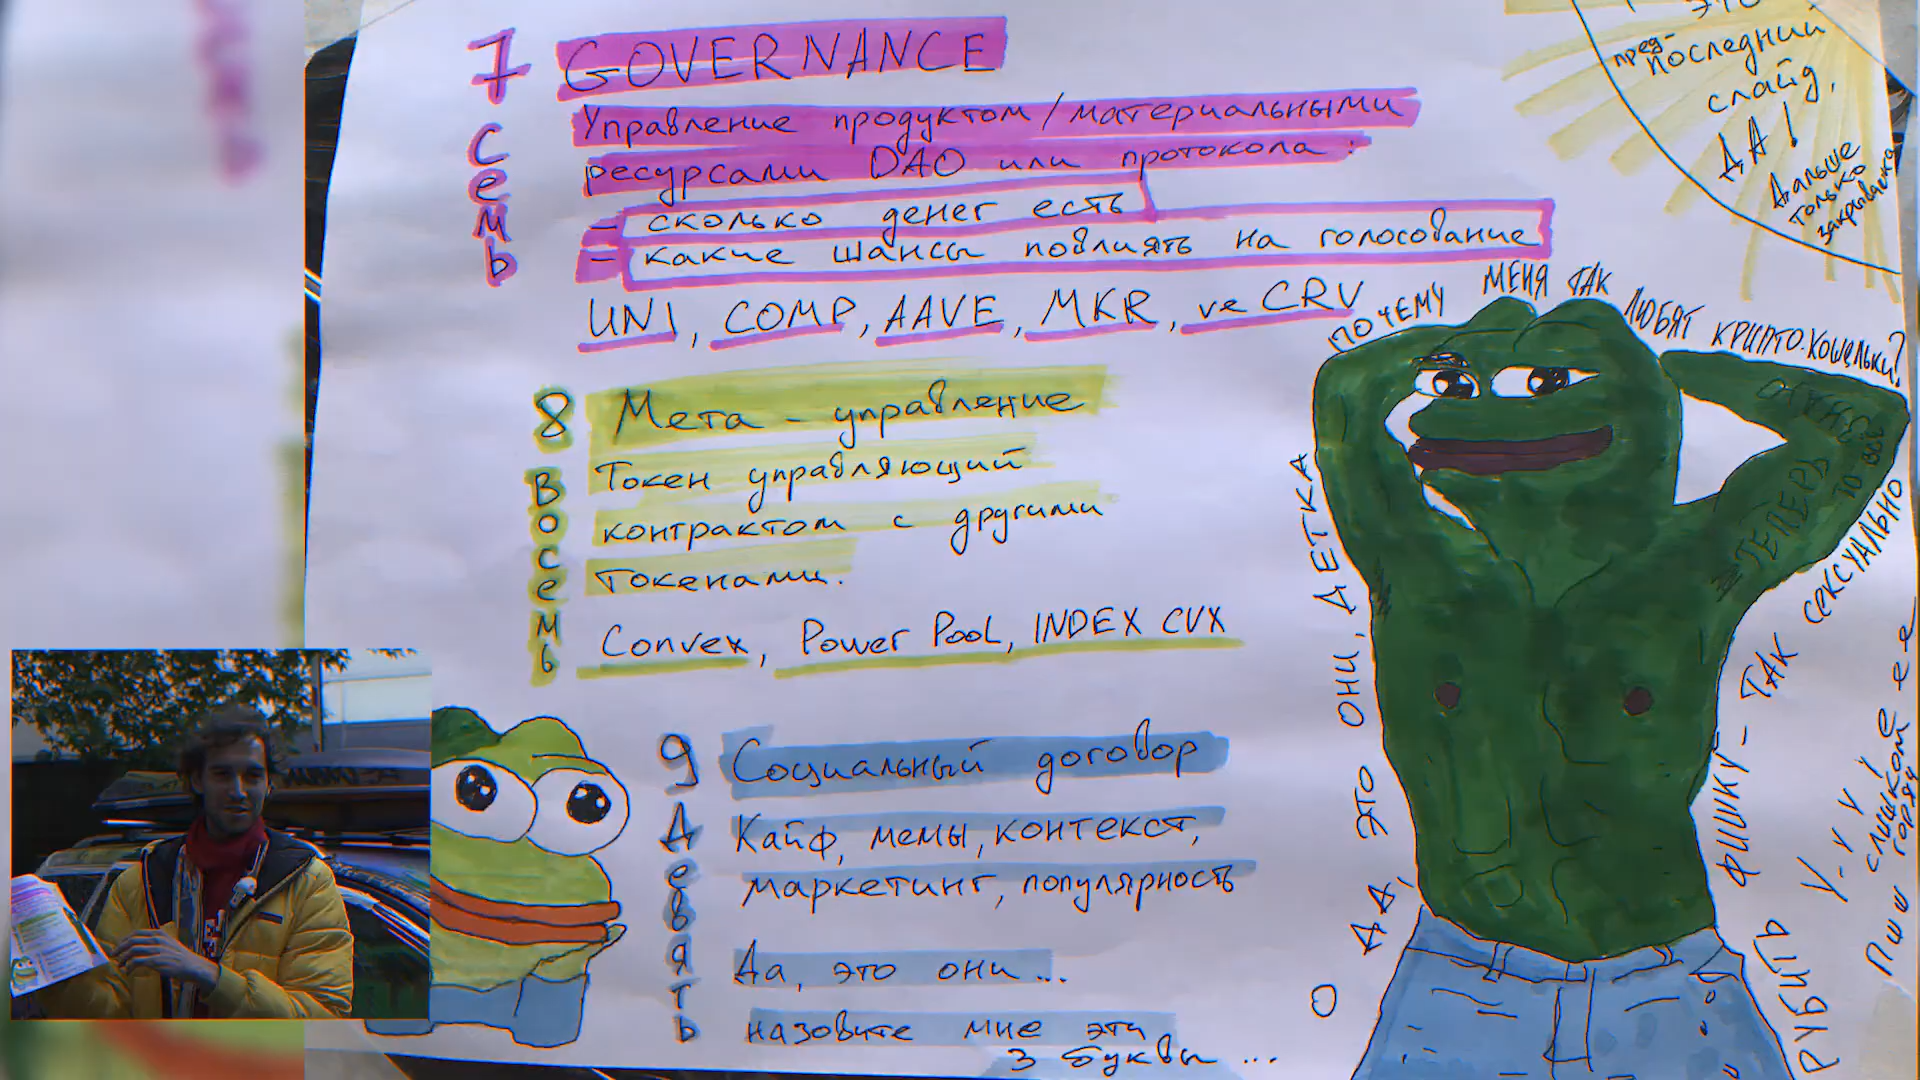 7 GOVERNANCE
Семь
Управление продуктом/материальными
ресурсами DAO или протокола:
– сколько денег есть
– какие шансы повлиять на голосование
UNI, COMP, AAVE, MKR, ve CRV
8 Мета - управление
Восемь
Токен управляющий
контрактом с другими
токенами.
Convex, Power Pool, INDEX CVX
9 Социальный договор
Девять
Кайф, мемы, контекст,
маркетинг, популярность
Да, это они...
назовите мне эти
3 буквы ...
это
пред-
последний
слайд,
ДА!
Дальше
только
закрывашка
ПОЧЕМУ МЕНЯ ТАК ЛЮБЯТ КРИПТО-КОШЕЛЬКИ?
О ДА, ЭТО ОНИ, ДЕТКА
РУБИТЬ ФИШКУ – ТАК СЕКСУАЛЬНО
ТЕПЕРЬ
У-у у у
слишком
горяч